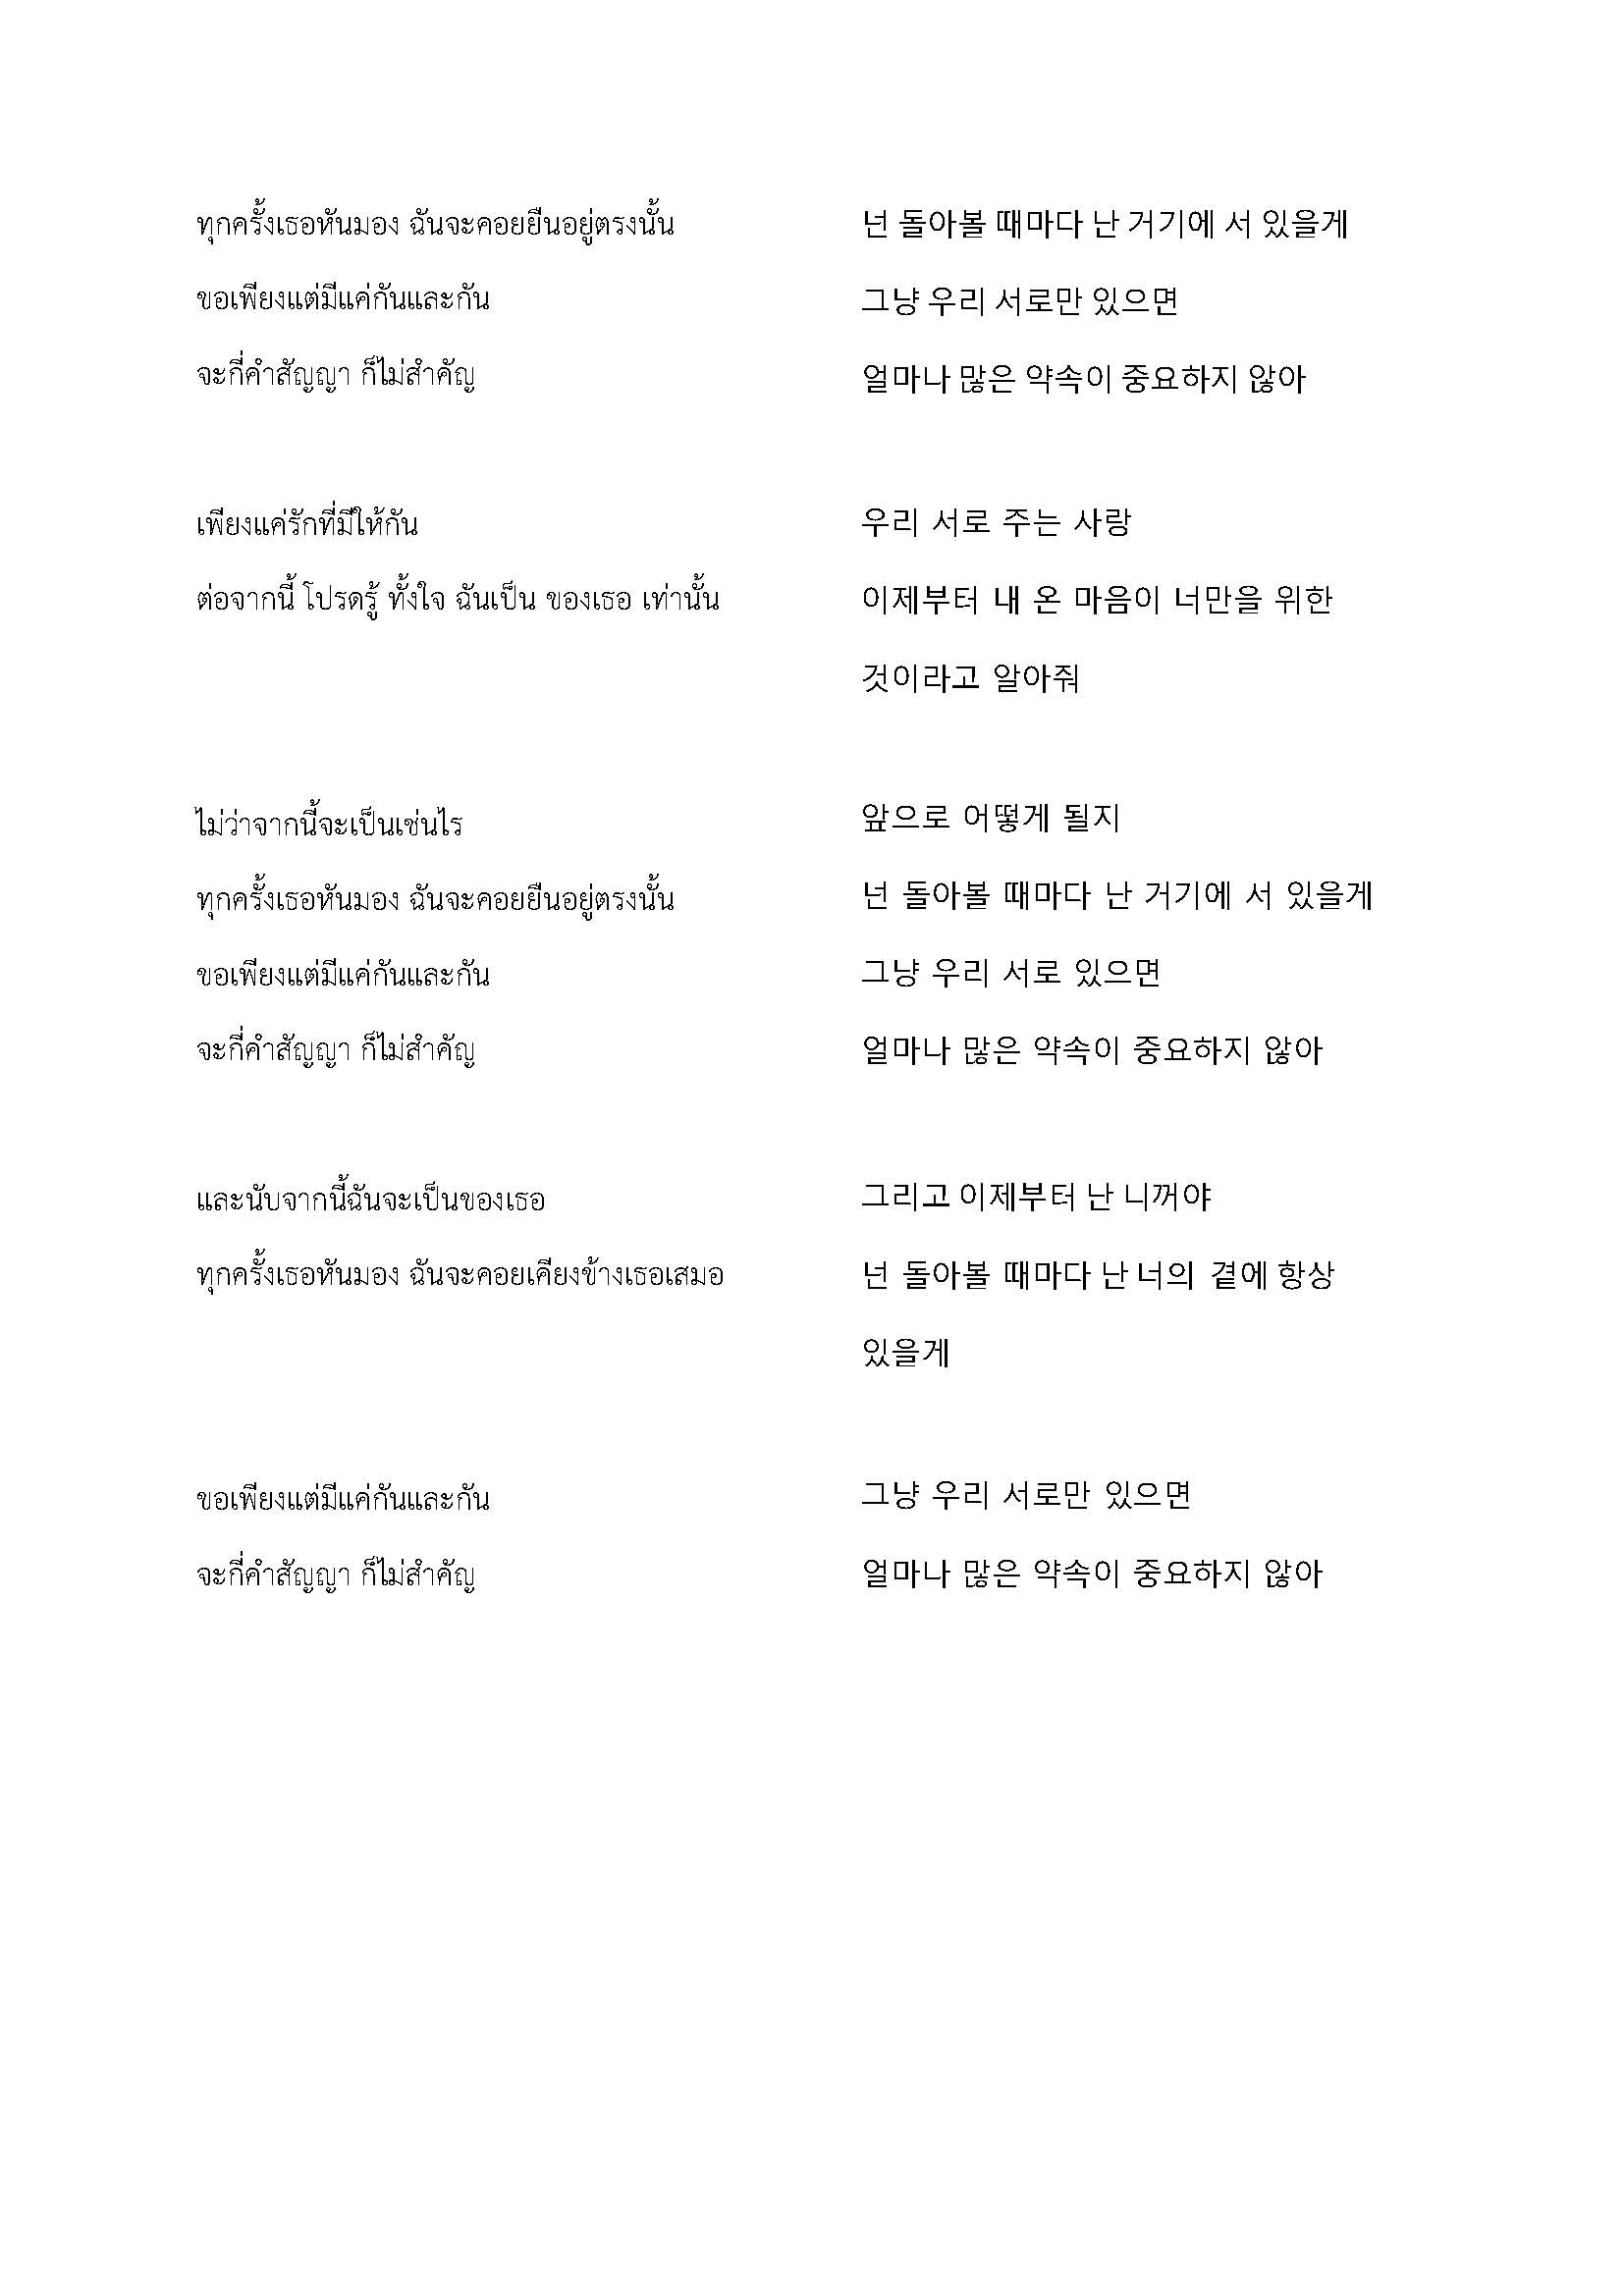 ทุกครั้งเธอหันมอง ฉันจะคอยยืนอยู่ตรงนั้น
ขอเพียงแต่มีแค่กันและกัน
จะกี่คำสัญญา ก็ไม่สำคัญ
เพียงแค่รักที่มีให้กัน
ต่อจากนี้ โปรดรู้ ทั้งใจ ฉันเป็น ของเธอ เท่านั้น
ไม่ว่าจากนี้จะเป็นเช่นไร
ทุกครั้งเธอหันมอง ฉันจะคอยยืนอยู่ตรงนั้น
ขอเพียงแต่มีแค่กันและกัน
จะกี่คำสัญญา ก็ไม่สำคัญ
และนับจากนี้ฉันจะเป็นของเธอ
ทุกครั้งเธอหันมอง ฉันจะคอยเคียงข้างเธอเสมอ
ขอเพียงแต่มีแค่กันและกัน
จะกี่คำสัญญา ก็ไม่สำคัญ
넌 돌아볼 때마다 난 거기에 서 있을게
그냥 우리 서로만 있으면
얼마나 많은 약속이 중요하지 않아
우리 서로 주는 사랑
이제부터 내 온 마음이 너만을 위한
것이라고 알아줘
앞으로 어떻게 될지
넌 돌아볼 때마다 난 거기에 서 있을게
그냥 우리 서로 있으면
얼마나 많은 약속이 중요하지 않아
그리고 이제부터 난 니꺼야
넌 돌아볼 때마다 난 너의 곁에 항상
있을게
그냥 우리 서로만 있으면
얼마나 많은 약속이 중요하지 않아